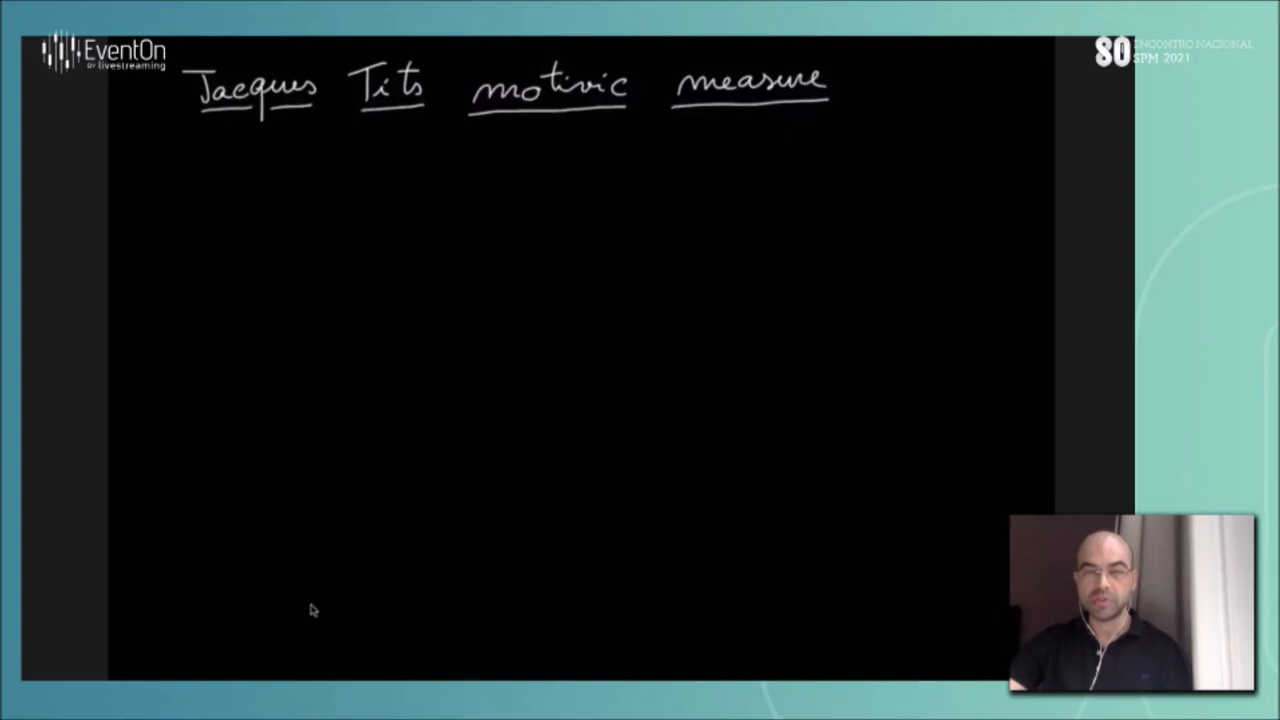 EventOn
BY livestreaming
80 ENCONTRO NACIONAL
SPM 2021
Jacques Tits motivic measure